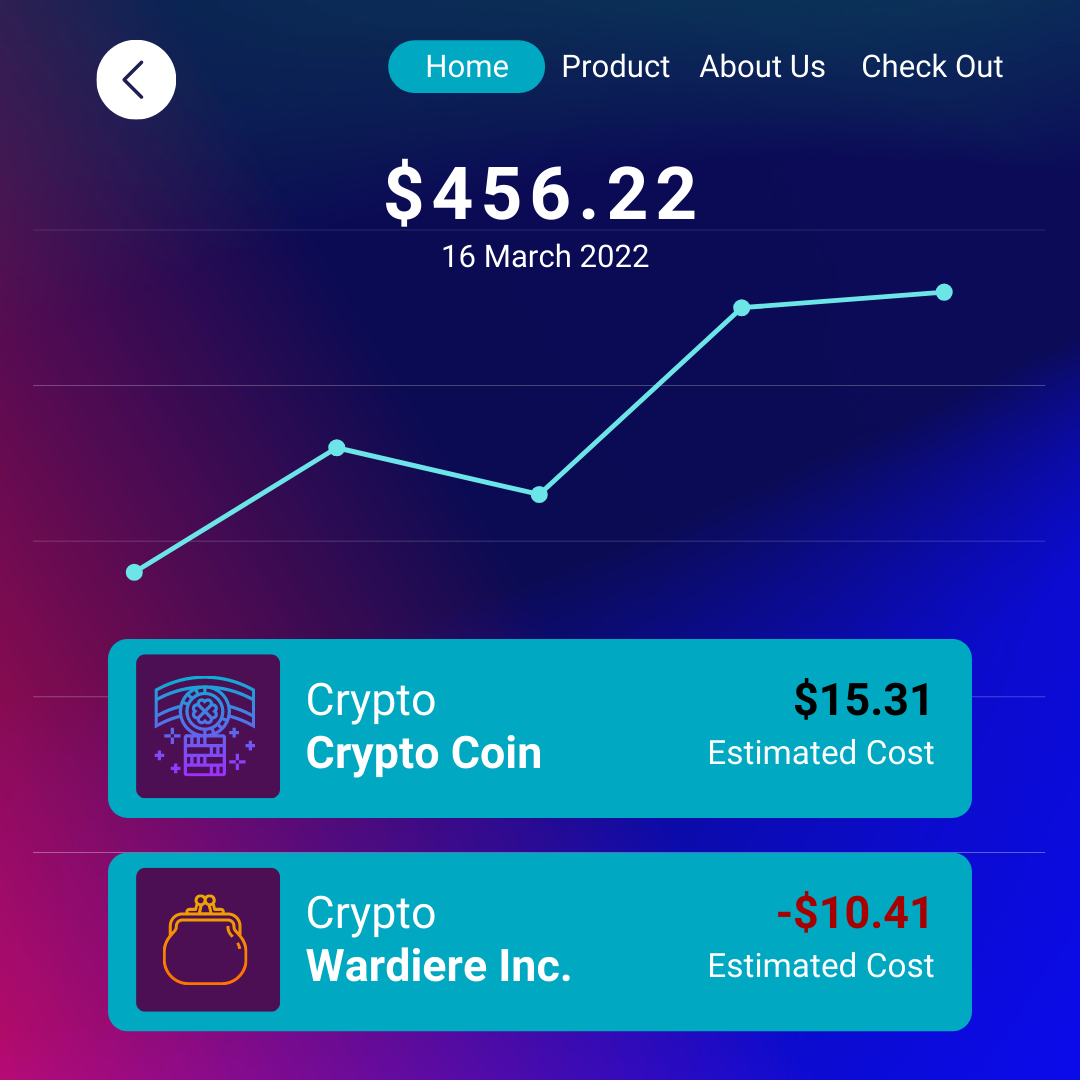 Home Product About Us Check Out
$456.22
16 March 2022
Crypto
Crypto Coin
$15.31
Estimated Cost
Crypto
Wardiere Inc.
-$10.41
Estimated Cost